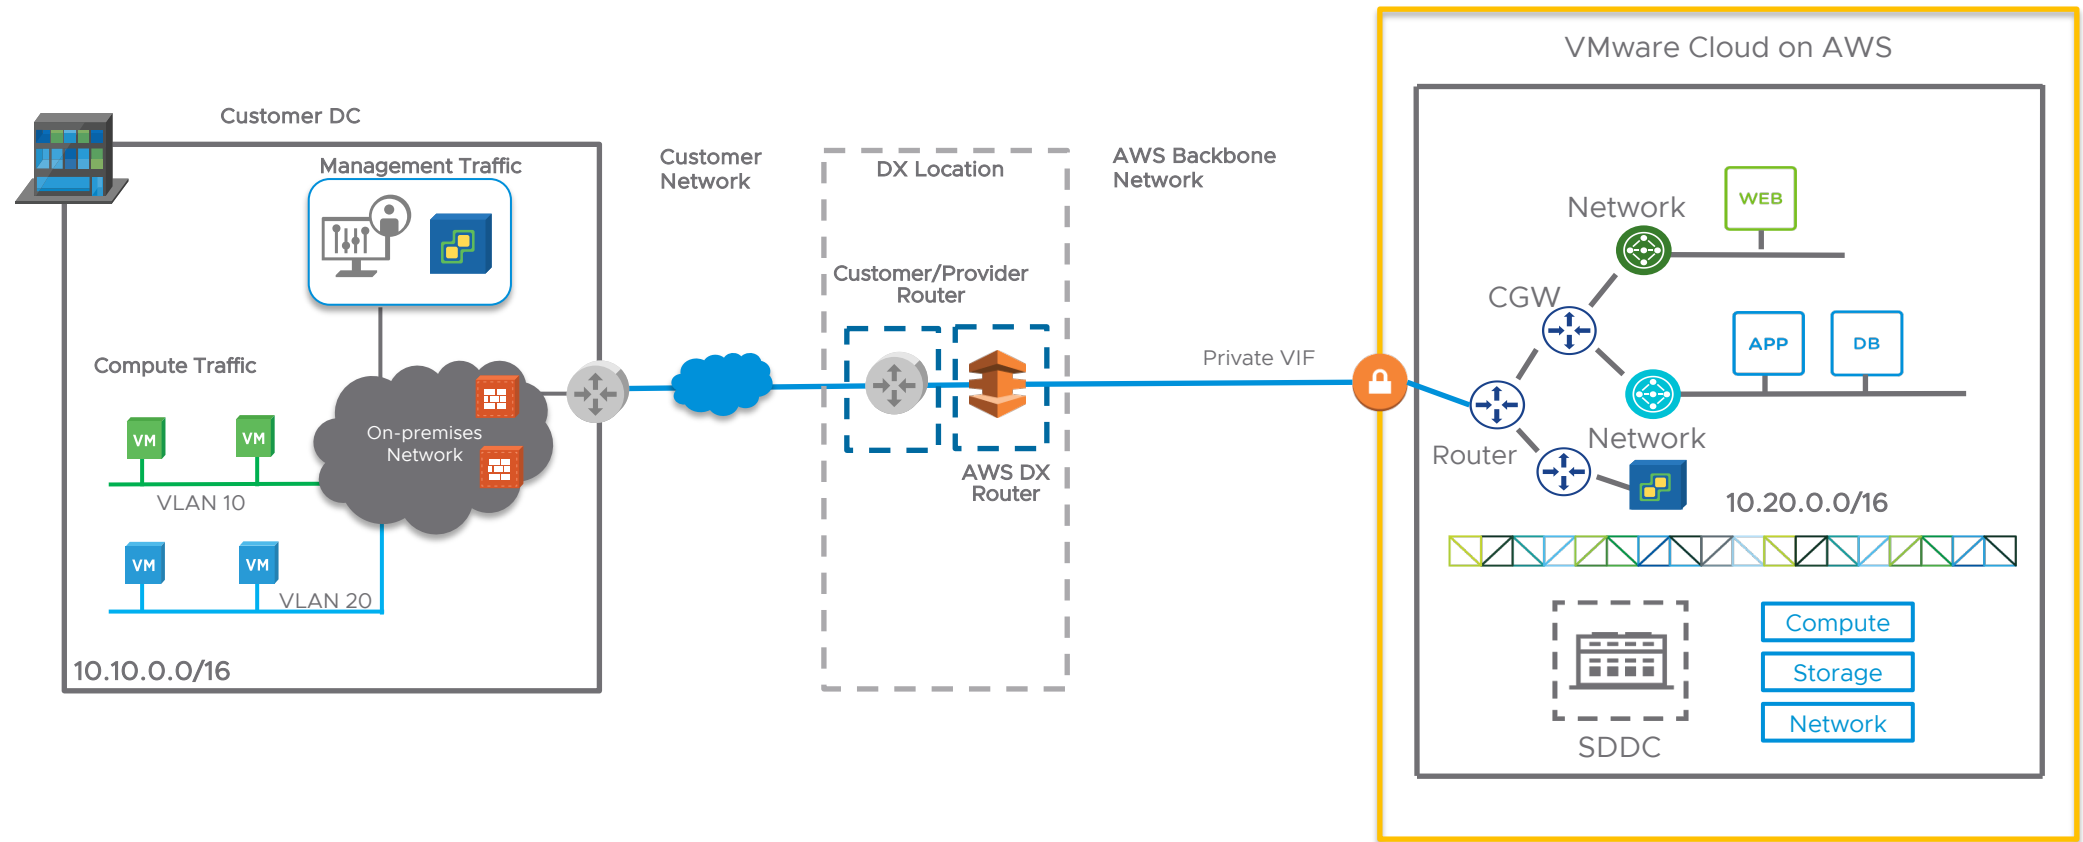 VMware Cloud on AWS
Customer DC
Management Traffic
Customer
Network
DX Location
AWS Backbone
Network
WEB
Network
Customer/Provider
Router
CGW
Compute Traffic
Private VIF
APP
DB
VM
VM
On-premises
Network
Network
Router
AWS DX
Router
VLAN 10
10.20.0.0/16
VM
VM
VLAN 20
10.10.0.0/16
Compute
Storage
Network
SDDC